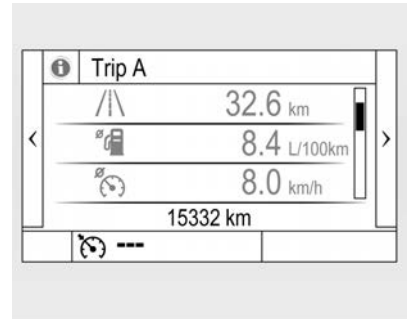 Trip A
32.6 km
ø 8.4 L/100km
ø 8.0 km/h
15332 km
---